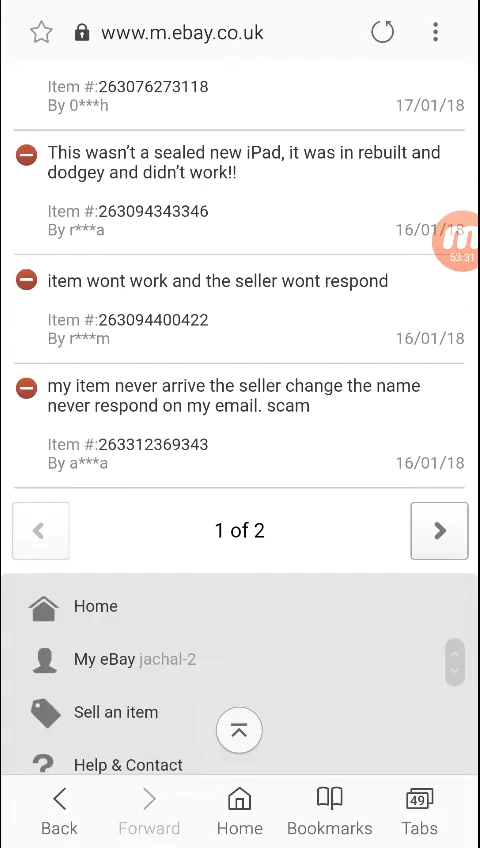 www.m.ebay.co.uk
Item #:263076273118
By 0***h
17/01/18
This wasn't a sealed new iPad, it was in rebuilt and
dodgey and didn't work!!
Item #:263094343346
By r***a
16/01/18
53:31
item wont work and the seller wont respond
Item #:263094400422
By r***m
16/01/18
my item never arrive the seller change the name
never respond on my email. scam
Item #:263312369343
By a***a
16/01/18
1 of 2
Home
My eBay jachal-2
Sell an item
Help & Contact
49
Back
Forward
Home
Bookmarks
Tabs